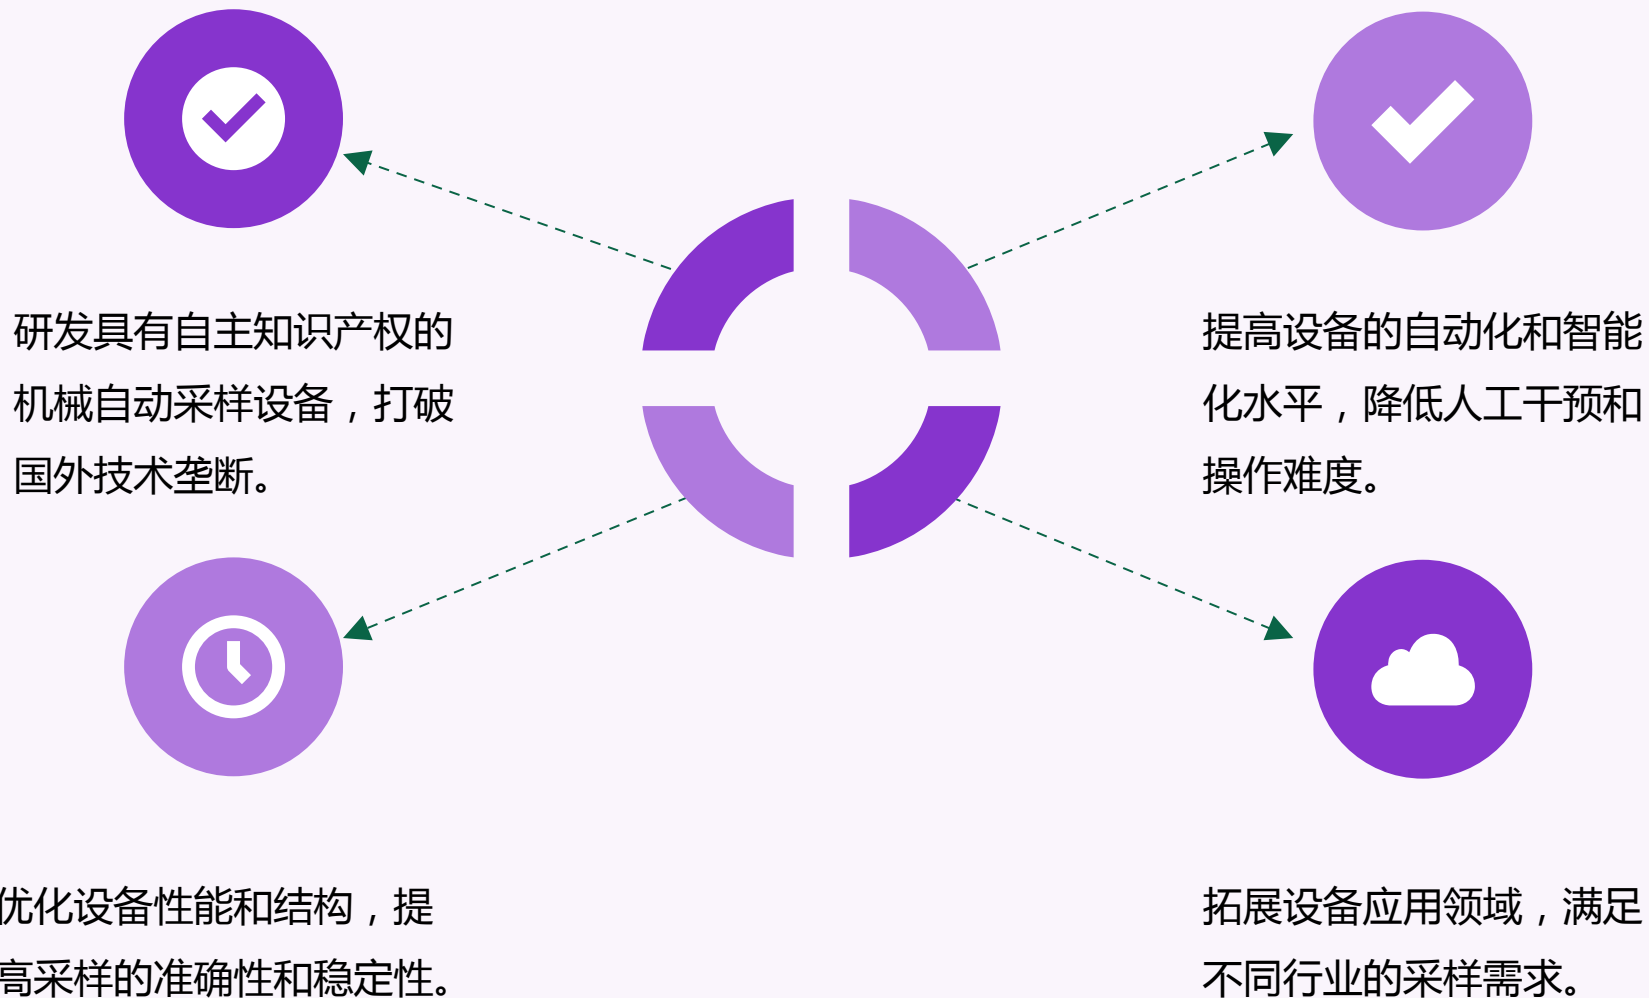 研发具有自主知识产权的
机械自动采样设备，打破
国外技术垄断。
提高设备的自动化和智能
化水平，降低人工干预和
操作难度。
优化设备性能和结构，提
高采样的准确性和稳定性。
拓展设备应用领域，满足
不同行业的采样需求。